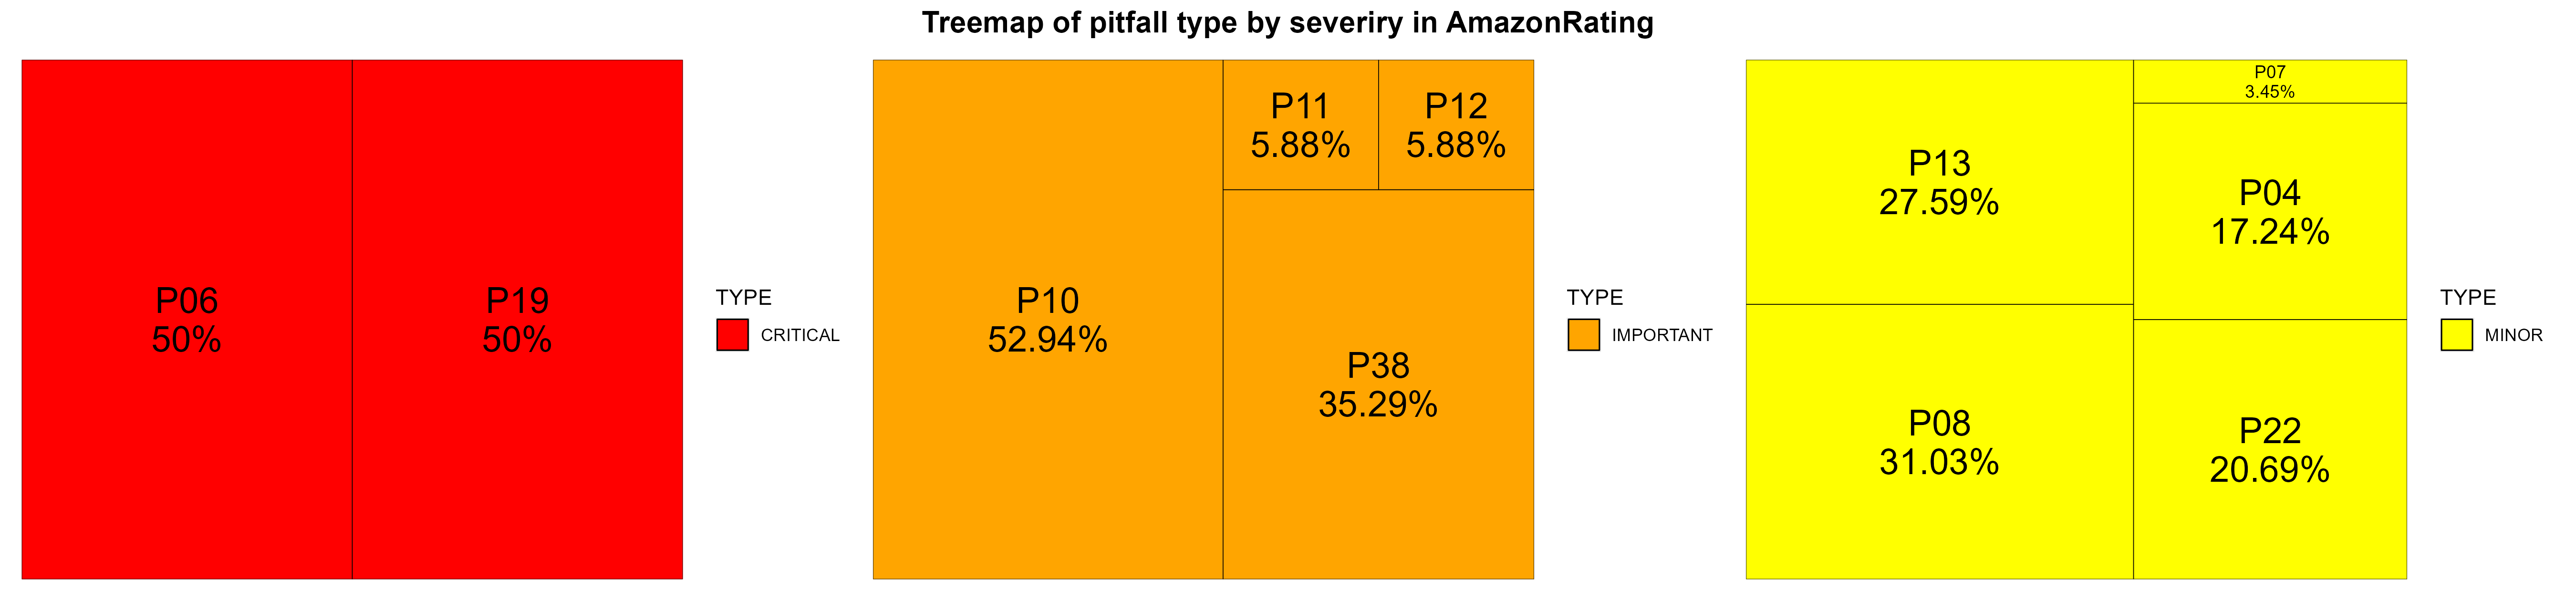 Treemap of pitfall type by severiry in AmazonRating
P06
50%
P19
50%
TYPE
CRITICAL
P10
52.94%
P11
5.88%
P12
5.88%
P38
35.29%
TYPE
IMPORTANT
P13
27.59%
P08
31.03%
P07
3.45%
P04
17.24%
P22
20.69%
TYPE
MINOR